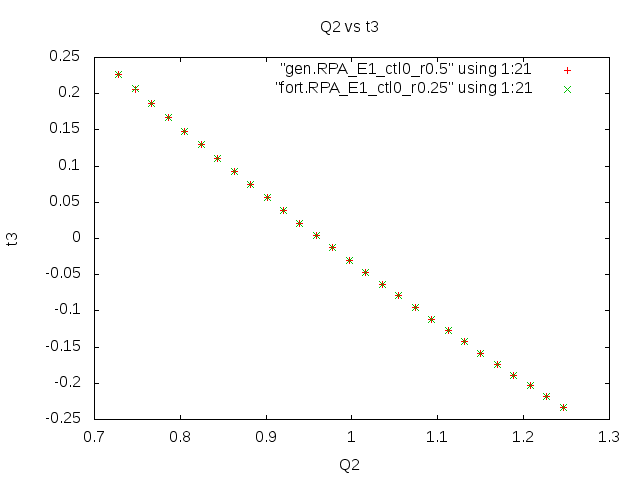 Q2 vs t3
"gen.RPA_E1_ctl0_r0.5" using 1:21
"fort.RPA_E1_ctl0_r0.25" using 1:21
0.25
0.2
0.15
0.1
0.05
0
-0.05
-0.1
-0.15
-0.2
-0.25
t3
0.7 0.8 0.9 1 1.1 1.2 1.3
Q2